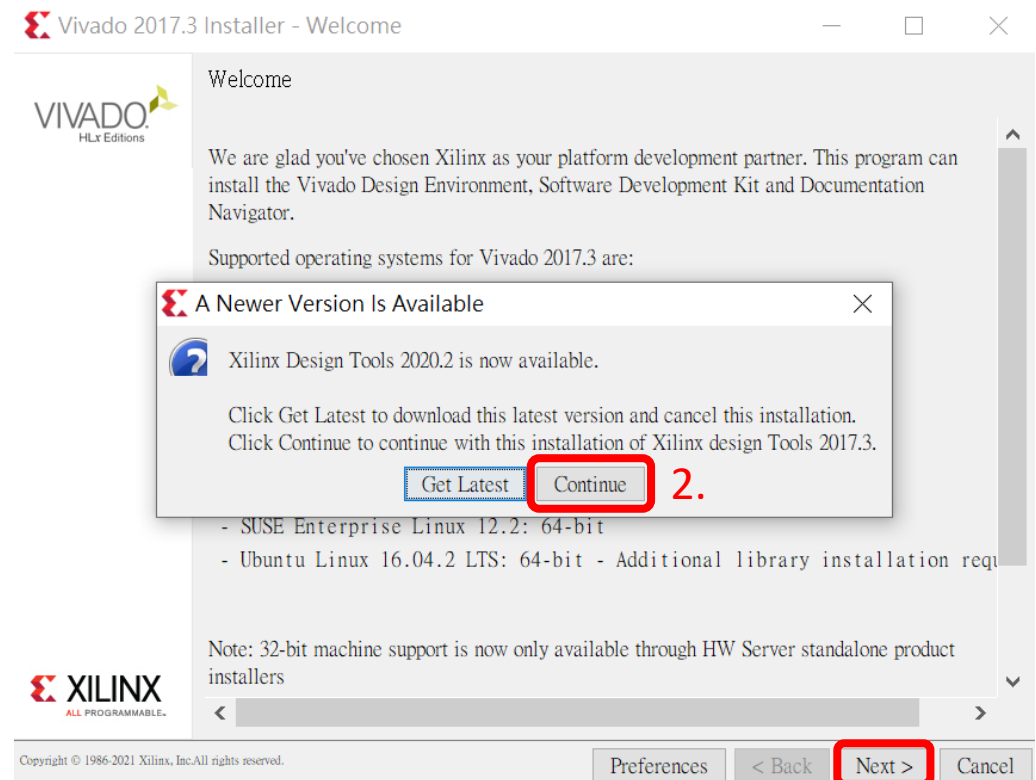 Vivado 2017.3 Installer - Welcome
VIVADO.
HLx Editions
Welcome
We are glad you've chosen Xilinx as your platform development partner. This program can
install the Vivado Design Environment, Software Development Kit and Documentation
Navigator.
Supported operating systems for Vivado 2017.3 are:
A Newer Version Is Available
Xilinx Design Tools 2020.2 is now available.
Click Get Latest to download this latest version and cancel this installation.
Click Continue to continue with this installation of Xilinx design Tools 2017.3.
Get Latest Continue 2.
- SUSE Enterprise Linux 12.2: 64-bit
- Ubuntu Linux 16.04.2 LTS: 64-bit - Additional library installation requ
Note: 32-bit machine support is now only available through HW Server standalone product
installers
XILINX
ALL PROGRAMMABLE.
Copyright © 1986-2021 Xilinx, Inc.All rights reserved.
Preferences < Back Next > Cancel